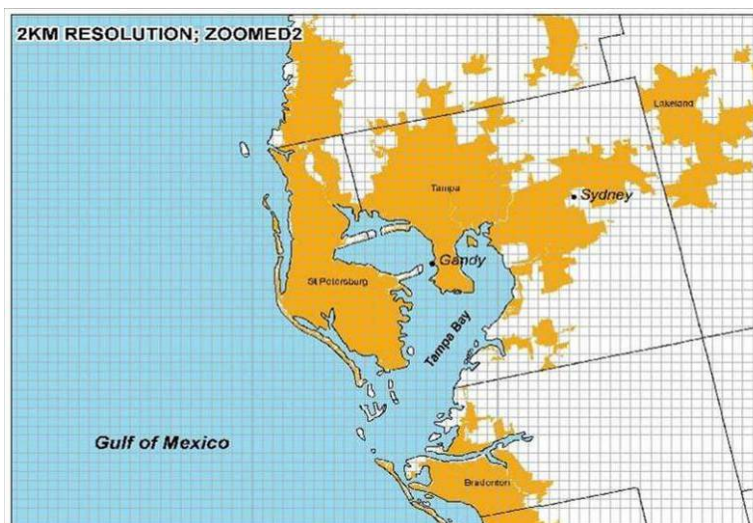 2KM RESOLUTION; ZOOMED2
Lakeland
Tampa
Sydney
Gandy
St Petersburg
Tampa Bay
Gulf of Mexico
Bradenton